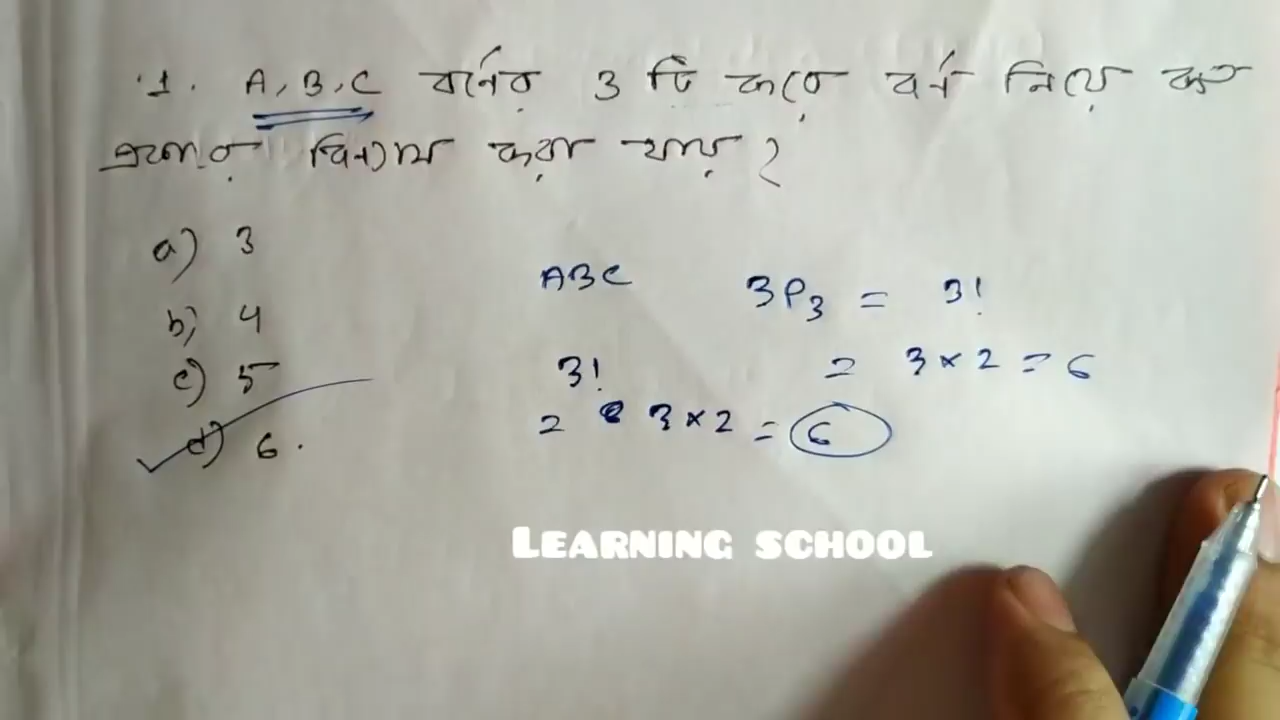 1. A, B, C বর্নের 3 টি করে বর্ন নিয়ে কত
প্রকার বিন্যাস করা যায় ?
a) 3
b) 4
c) 5
d) 6.
ABC
3!
= 3×2 = 6
3P3 = 3!
= 3×2 = 6
LEARNING SCHOOL